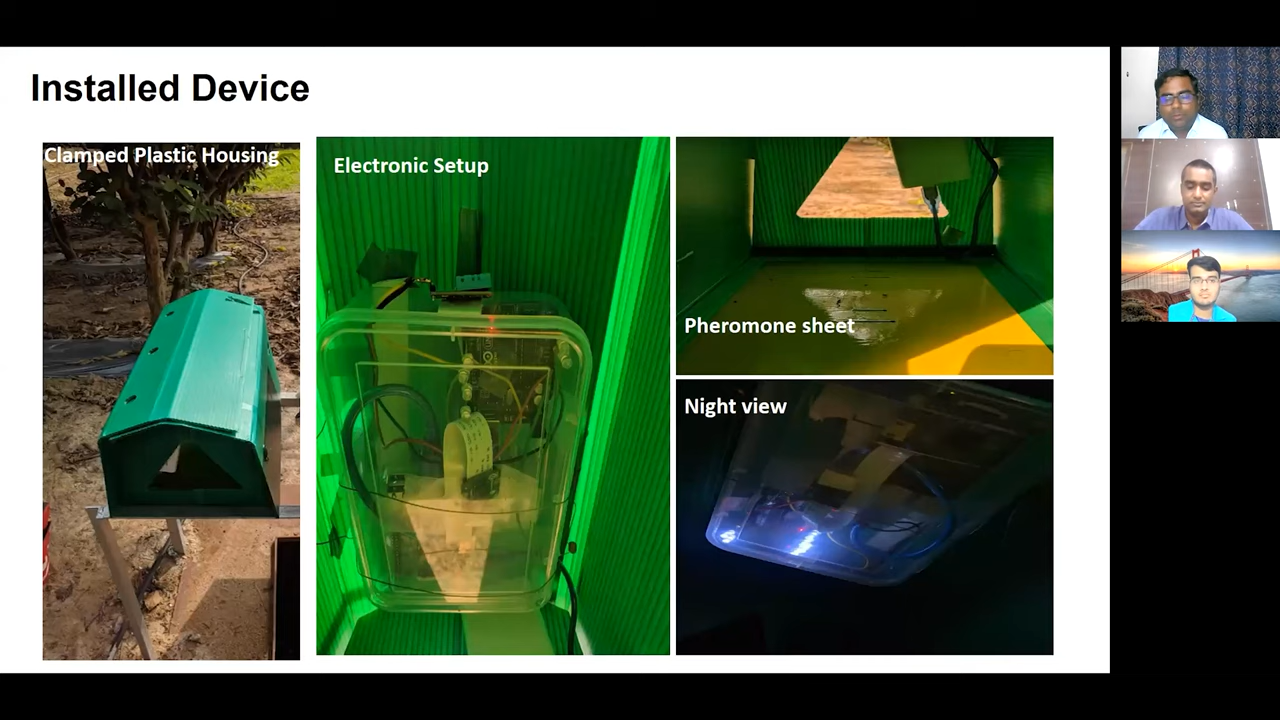 Installed Device
Clamped Plastic Housing
Electronic Setup
Pheromone sheet
Night view